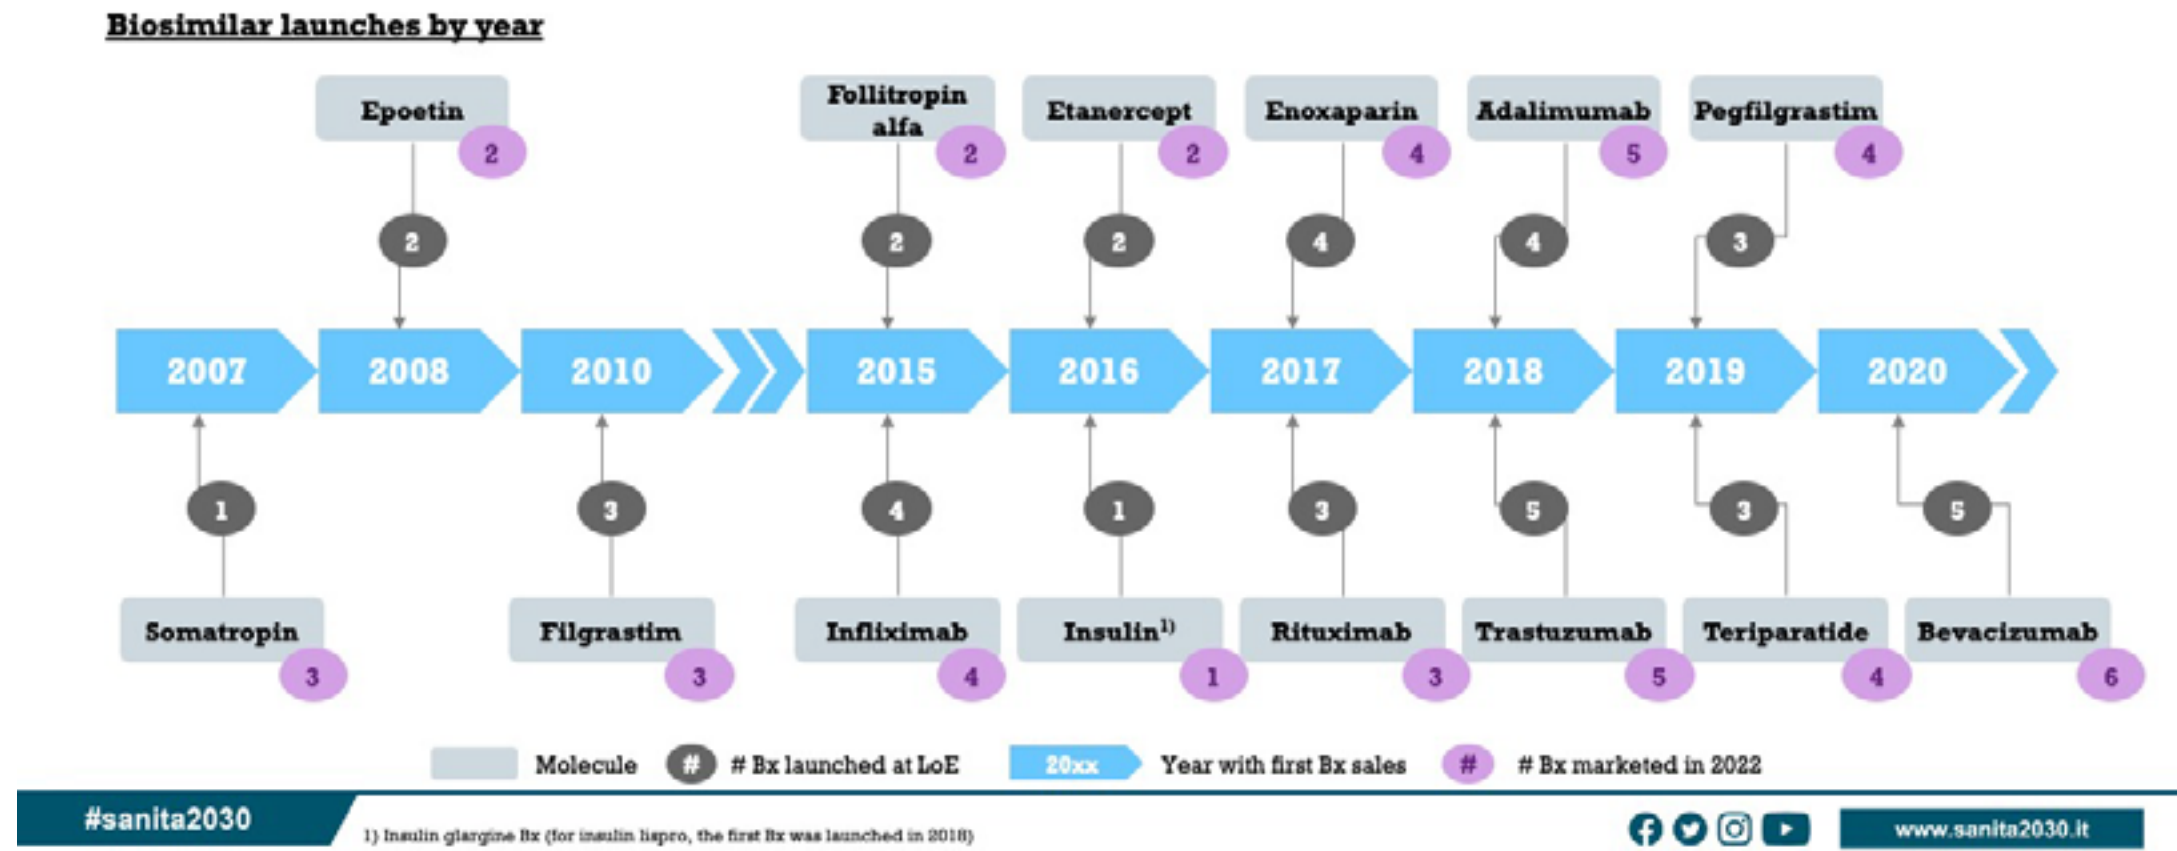 Biosimilar launches by year
Epoetin
2
Follitropin
alfa
2
Etanercept
2
Enoxaparin
4
Adalimumab
5
Pegfilgrastim
4
2
2
2
4
4
3
2007
2008
2010
2015
2016
2017
2018
2019
2020
1
3
4
1
3
5
3
5
Somatropin
3
Filgrastim
3
Infliximab
4
Insulin¹⁾
1
Rituximab
3
Trastuzumab
5
Teriparatide
4
Bevacizumab
6
Molecule
#
# Bx launched at LoE
20xx
Year with first Bx sales
#
# Bx marketed in 2022
#sanita2030
1) Insulin glargine Bx (for insulin lispro, the first Bx was launched in 2018)
www.sanita2030.it